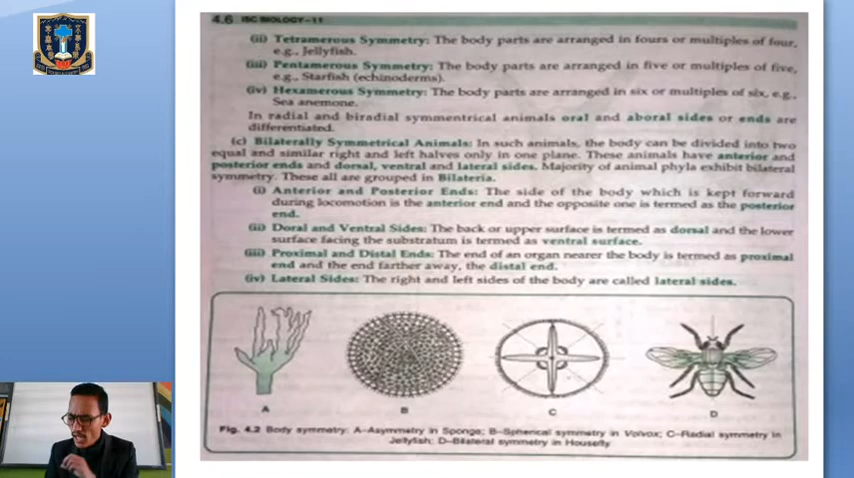 4.6 ISC BIOLOGY-11
(ii) Tetramerous Symmetry: The body parts are arranged in fours or multiples of four,
e.g., Jellyfish.
(iii) Pentamerous Symmetry: The body parts are arranged in five or multiples of five,
e.g., Starfish (echinoderms).
(iv) Hexamerous Symmetry: The body parts are arranged in six or multiples of six, e.g.,
Sea anemone.
In radial and biradial symmentrical animals oral and aboral sides or ends are
differentiated.
(c) Bilaterally Symmetrical Animals: In such animals, the body can be divided into two
equal and similar right and left halves only in one plane. These animals have anterior and
posterior ends and dorsal, ventral and lateral sides. Majority of animal phyla exhibit bilateral
symmetry. These all are grouped in Bilateria.
(i) Anterior and Posterior Ends: The side of the body which is kept forward
during locomotion is the anterior end and the opposite one is termed as the posterior
end.
(ii) Doral and Ventral Sides: The back or upper surface is termed as dorsal and the lower
surface facing the substratum is termed as ventral surface.
(iii) Proximal and Distal Ends: The end of an organ nearer the body is termed as proximal
end and the end farther away, the distal end.
(iv) Lateral Sides: The right and left sides of the body are called lateral sides.
A
B
C
D
Fig. 4.2 Body symmetry: A–Asymmetry in Sponge; B–Spherical symmetry in Volvox; C–Radial symmetry in
Jellyfish; D–Bilateral symmetry in Housefly